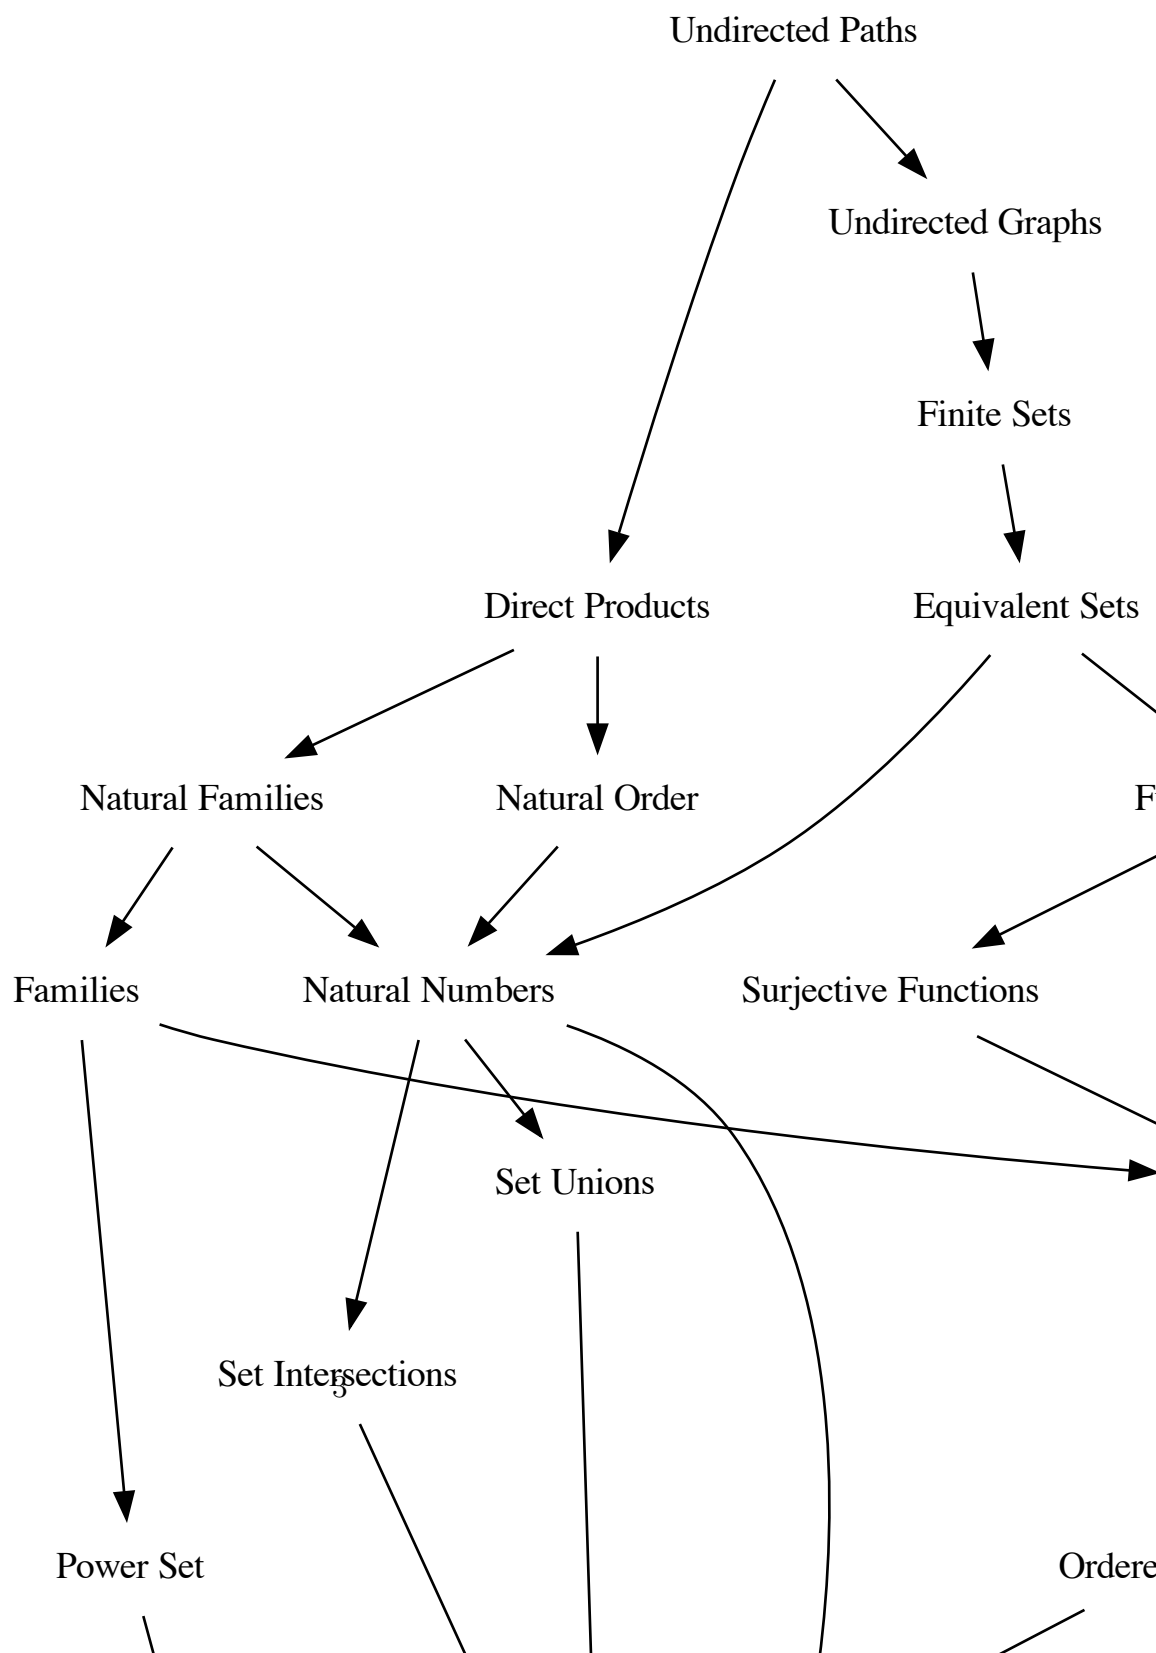 Undirected Paths
Undirected Graphs
Finite Sets
Direct Products
Equivalent Sets
Natural Families
Natural Order
Families
Natural Numbers
Surjective Functions
Set Unions
Set Intersections
3
Power Set